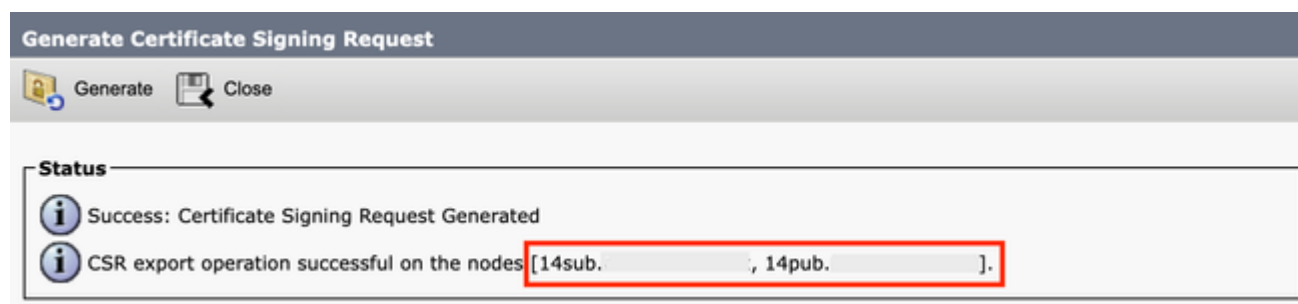 Generate Certificate Signing Request
Generate Close
Status
Success: Certificate Signing Request Generated
CSR export operation successful on the nodes [14sub. , 14pub. ].